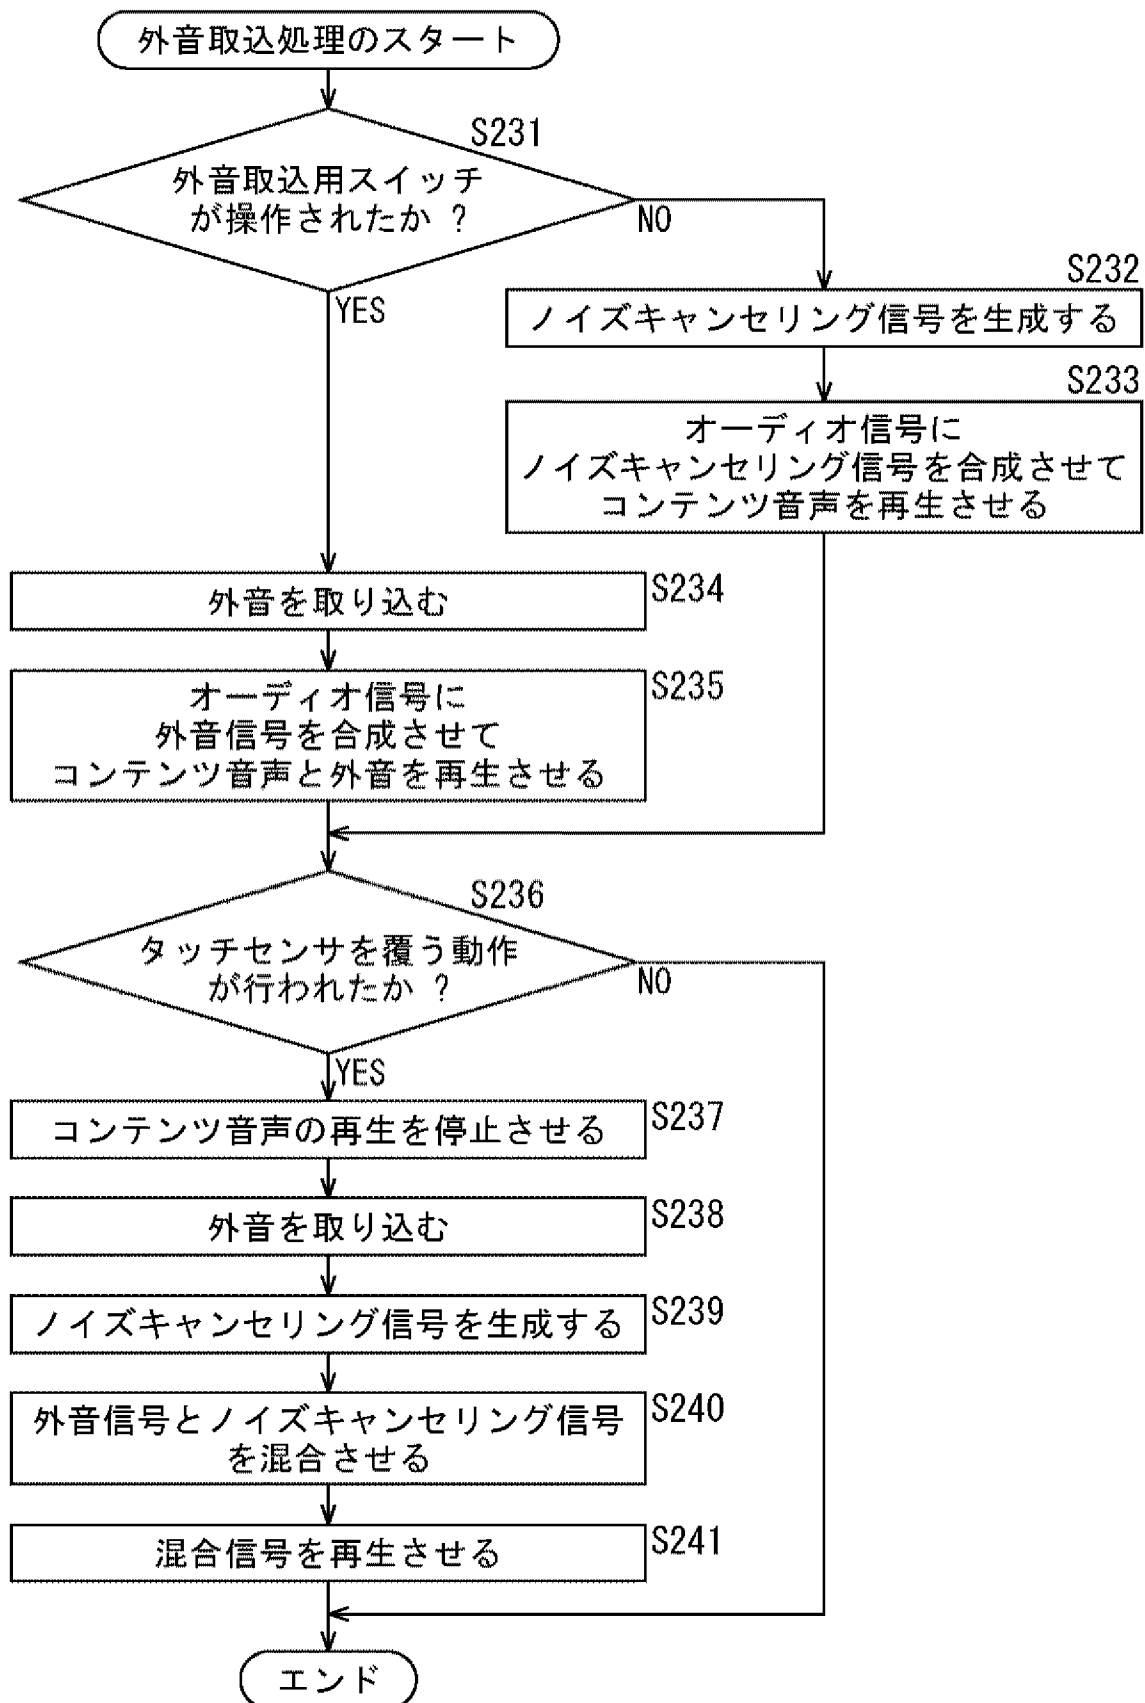 外音取込処理のスタート
S231
外音取込用スイッチ
が操作されたか ?
NO
YES
S232
ノイズキャンセリング信号を生成する
S233
オーディオ信号に
ノイズキャンセリング信号を合成させて
コンテンツ音声を再生させる
外音を取り込む
S234
オーディオ信号に
外音信号を合成させて
コンテンツ音声と外音を再生させる
S235
S236
タッチセンサを覆う動作
が行われたか ?
NO
YES
コンテンツ音声の再生を停止させる
S237
外音を取り込む
S238
ノイズキャンセリング信号を生成する
S239
外音信号とノイズキャンセリング信号
を混合させる
S240
混合信号を再生させる
S241
エンド